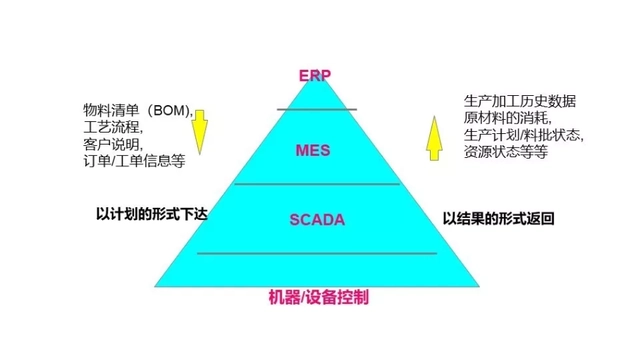 ERP
物料清单（BOM),
工艺流程,
客户说明,
订单/工单信息等
生产加工历史数据
原材料的消耗,
生产计划/料批状态,
资源状态等等
MES
以计划的形式下达
SCADA
以结果的形式返回
机器/设备控制